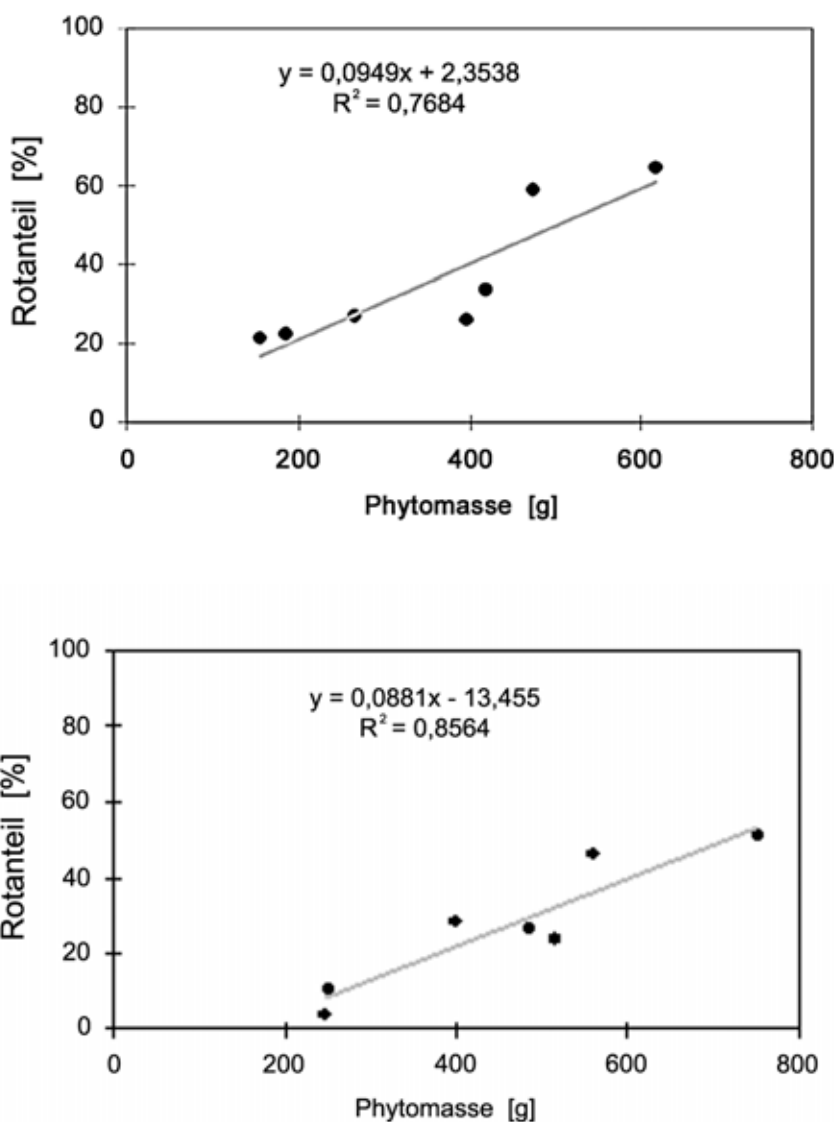 100
y = 0,0949x + 2,3538
R² = 0,7684
80
60
40
20
0
Rotanteil [%]
0 200 400 600 800
Phytomasse [g]
100
y = 0,0881x - 13,455
R² = 0,8564
80
60
40
20
0
Rotanteil [%]
0 200 400 600 800
Phytomasse [g]